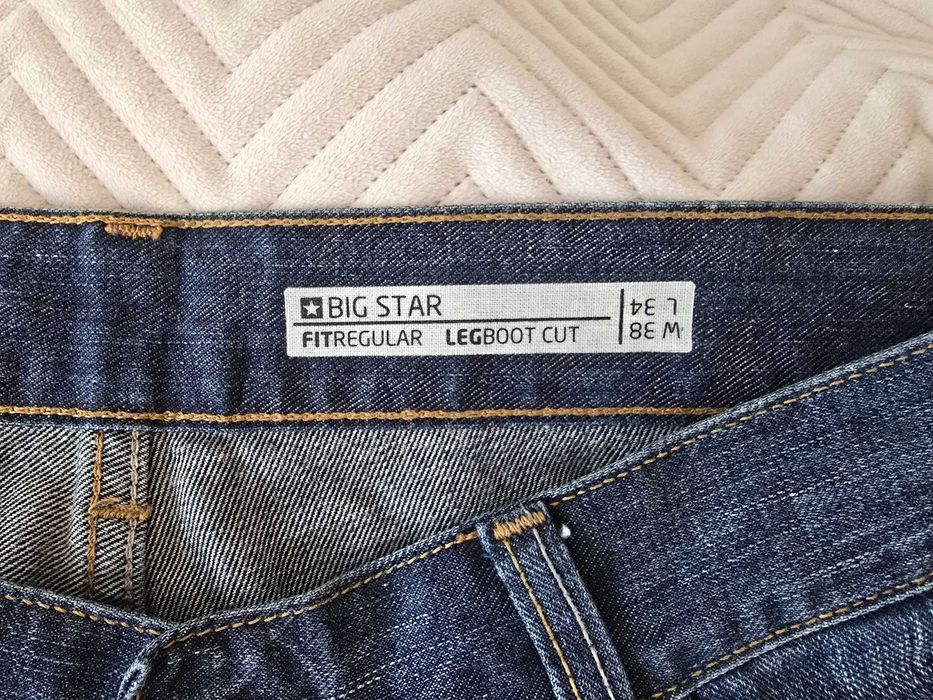 BIG STAR
FITREGULAR LEGBOOT CUT
W 38
L 34